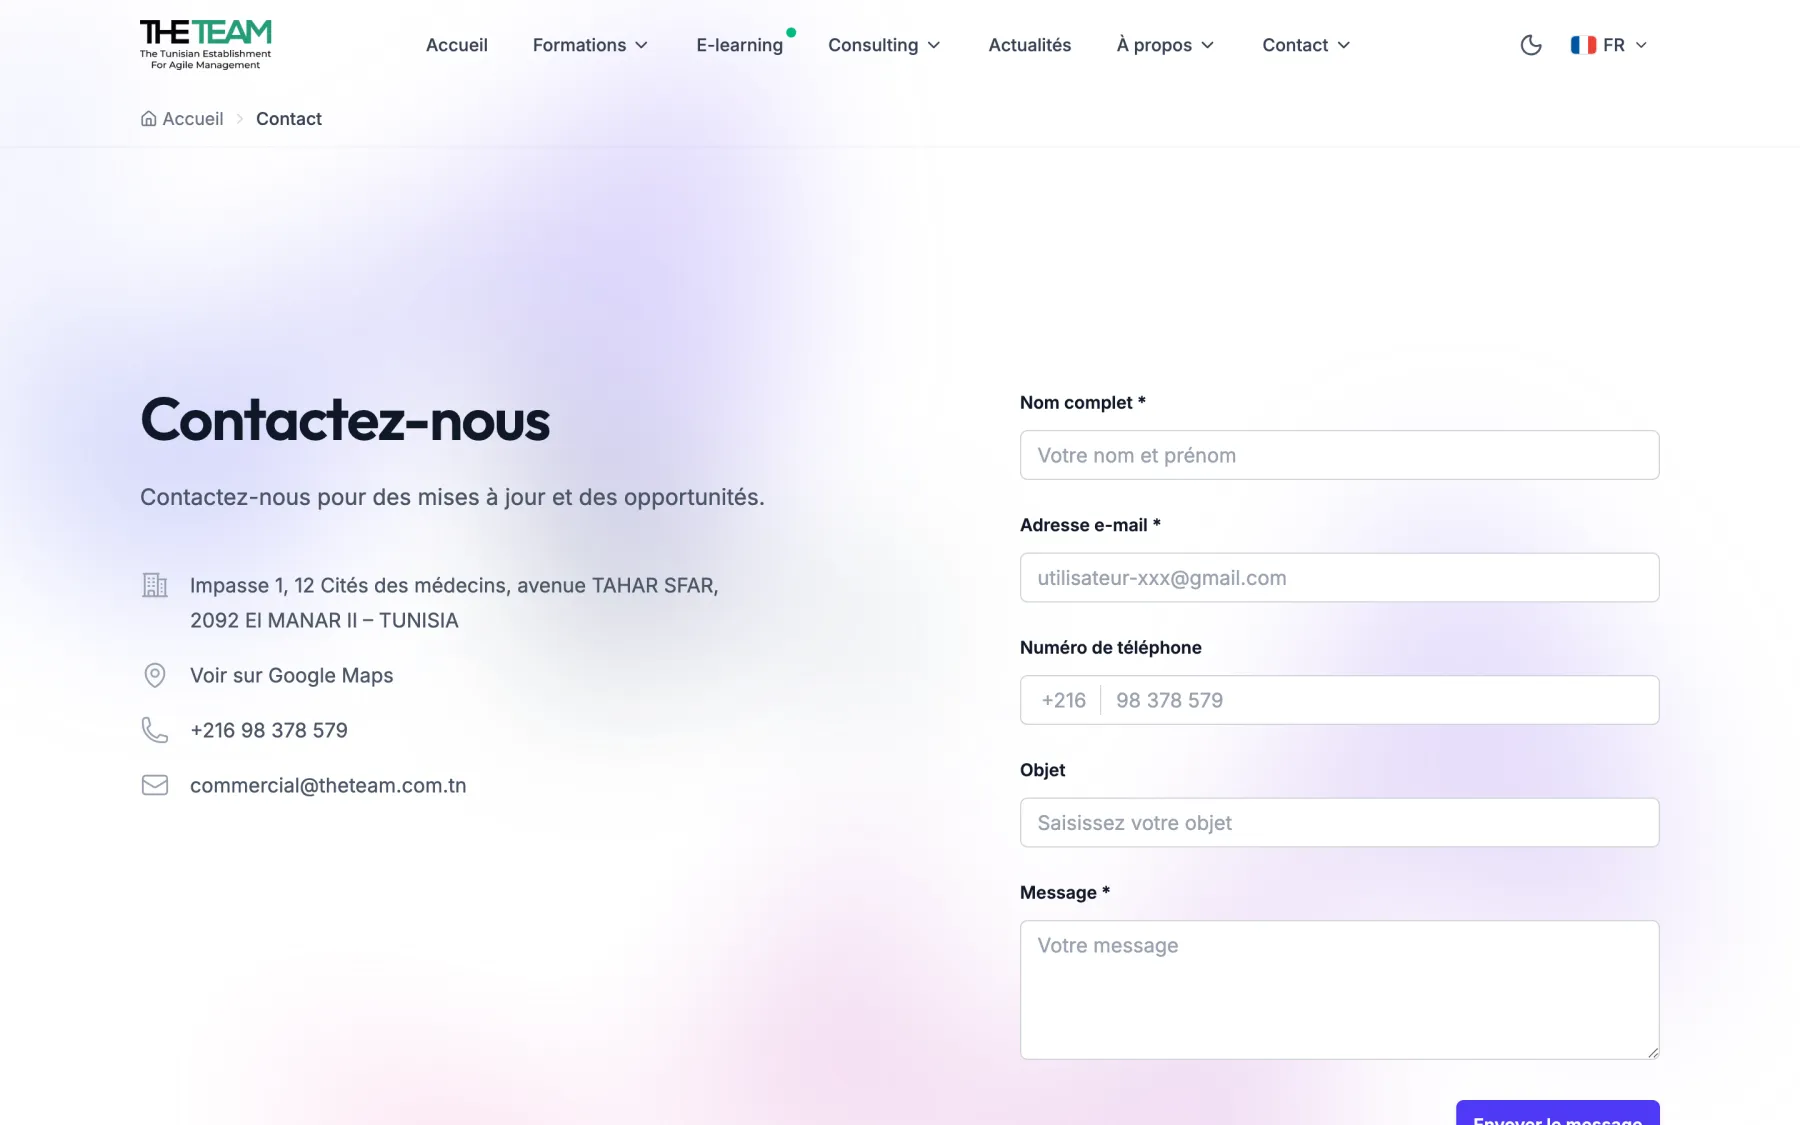 THETEAM
The Tunisian Establishment
For Agile Management
Accueil
Formations
E-learning
Consulting
Actualités
À propos
Contact
FR
Accueil
Contact
Contactez-nous
Contactez-nous pour des mises à jour et des opportunités.
Impasse 1, 12 Cités des médecins, avenue TAHAR SFAR,
2092 El MANAR II – TUNISIA
Voir sur Google Maps
+216 98 378 579
commercial@theteam.com.tn
Nom complet *
Votre nom et prénom
Adresse e-mail *
utilisateur-xxx@gmail.com
Numéro de téléphone
+216 98 378 579
Objet
Saisissez votre objet
Message *
Votre message
Envoyer le message